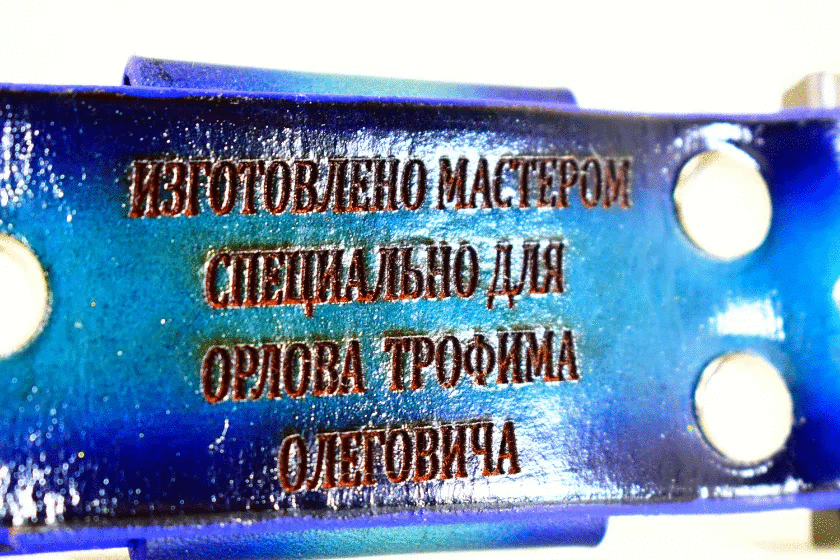 ИЗГОТОВЛЕНО МАСТЕРОМ
СПЕЦИАЛЬНО ДЛЯ
ОРЛОВА ТРОФИМА
ОЛЕГОВИЧА